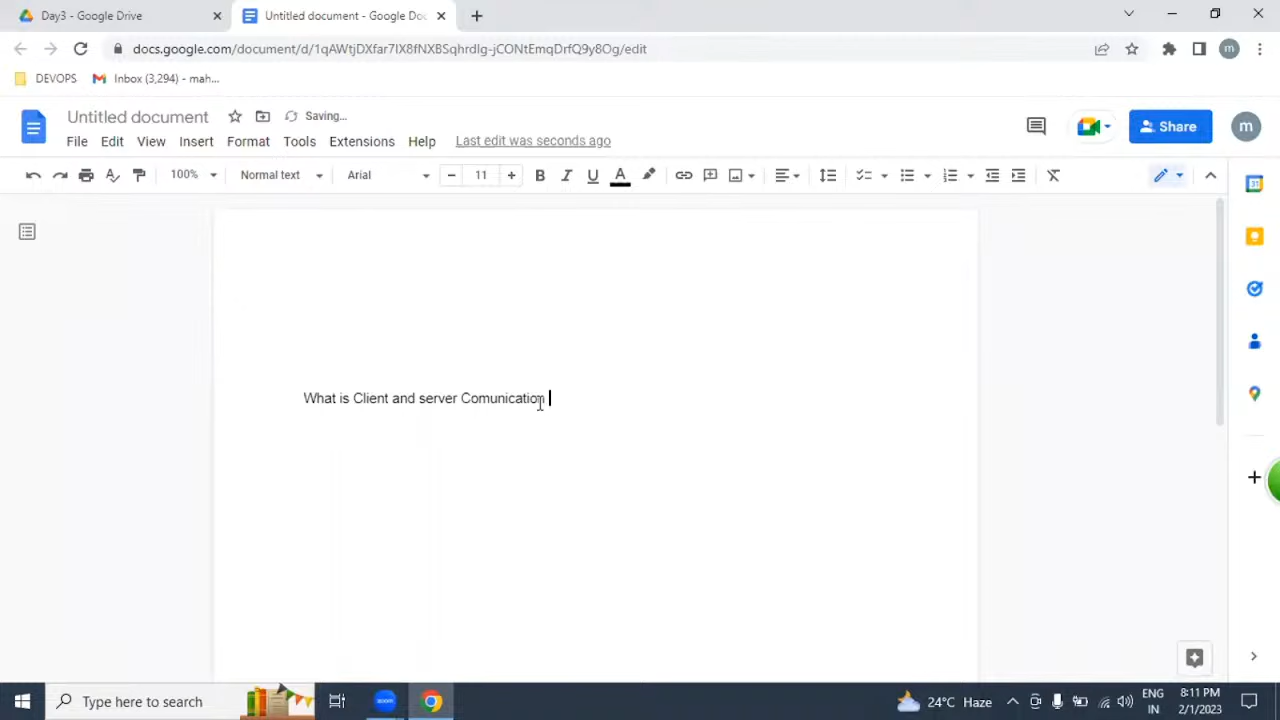 Day3 - Google Drive
Untitled document - Google Doc
docs.google.com/document/d/1qAWtjDXfar7IX8fNXBSqhrdIg-jCONtEmqDrfQ9y8Og/edit
m
DEVOPS
Inbox (3,294) - mah...
Untitled document
Saving...
File Edit View Insert Format Tools Extensions Help Last edit was seconds ago
Share
m
100% Normal text Arial 11 B I U A
31
What is Client and server Comunication
Type here to search
zoom
24°C Haze
ENG
IN
8:11 PM
2/1/2023